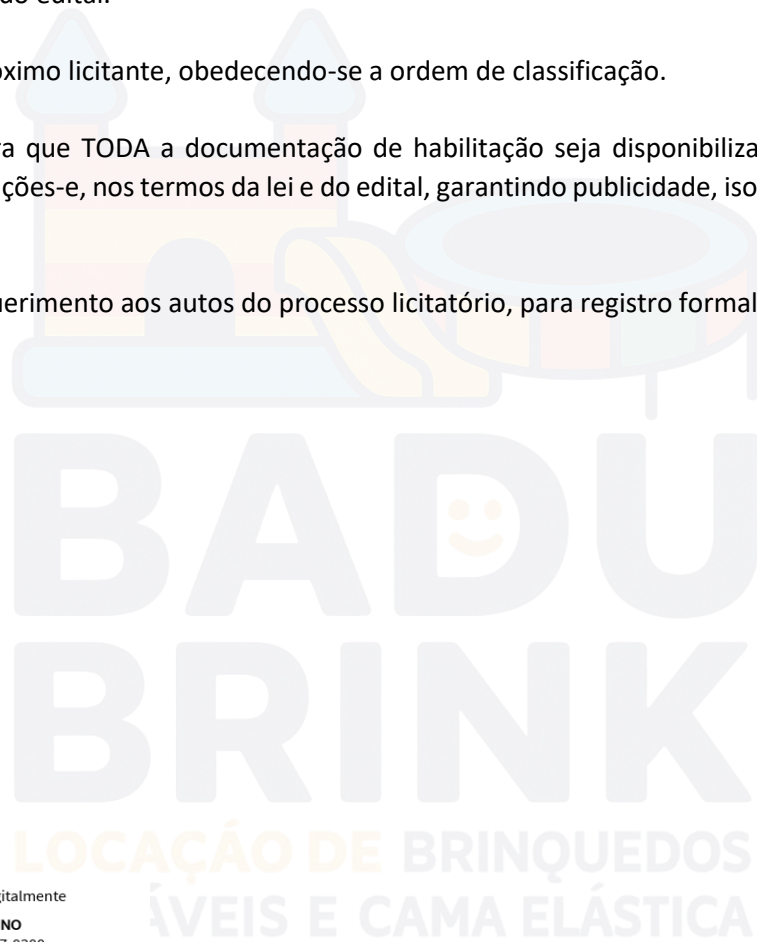 do edital.
oximo licitante, obedecendo-se a ordem de classificação.
ra que TODA a documentação de habilitação seja disponibiliza
ções-e, nos termos da lei e do edital, garantindo publicidade, iso
uerimento aos autos do processo licitatório, para registro formal
BADU
BRINK
LOCAÇÃO DE BRINQUEDOS
ÁVEIS E CAMA ELÁSTICA
gitalmente
NO